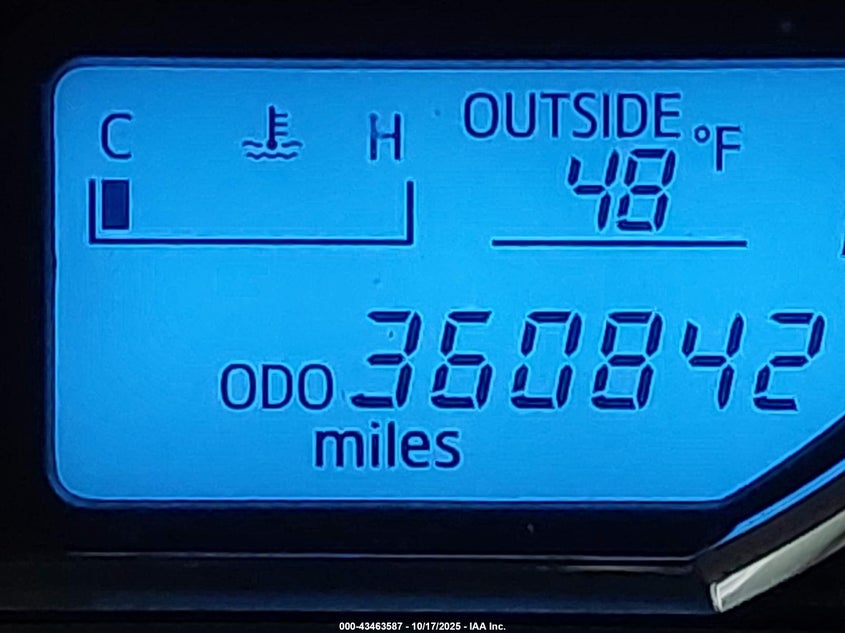 C H
OUTSIDE °F
48
ODO 360842
miles
000-43463587 - 10/17/2025 - IAA Inc.